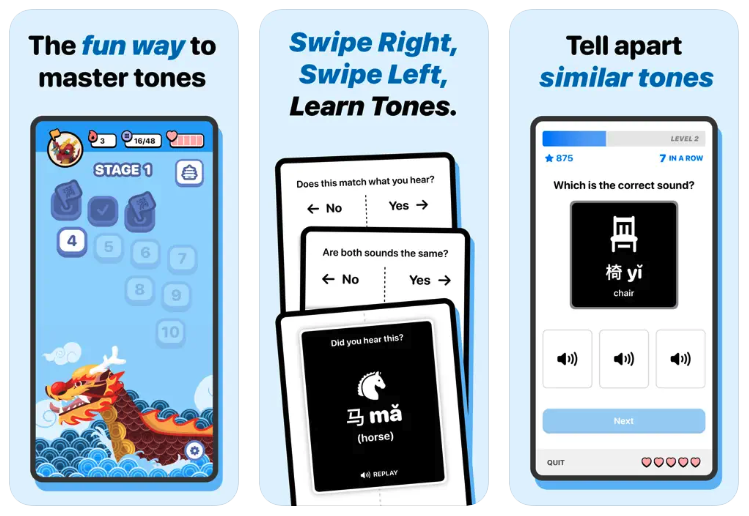 The fun way to
master tones
3
16/48
STAGE 1
4
5
6
7
8
9
10
Swipe Right,
Swipe Left,
Learn Tones.
Does this match what you hear?
← No
Yes →
Are both sounds the same?
← No
Yes →
Did you hear this?
马 mǎ
(horse)
REPLAY
Tell apart
similar tones
LEVEL 2
875
7 IN A ROW
Which is the correct sound?
椅 yǐ
chair
Next
QUIT